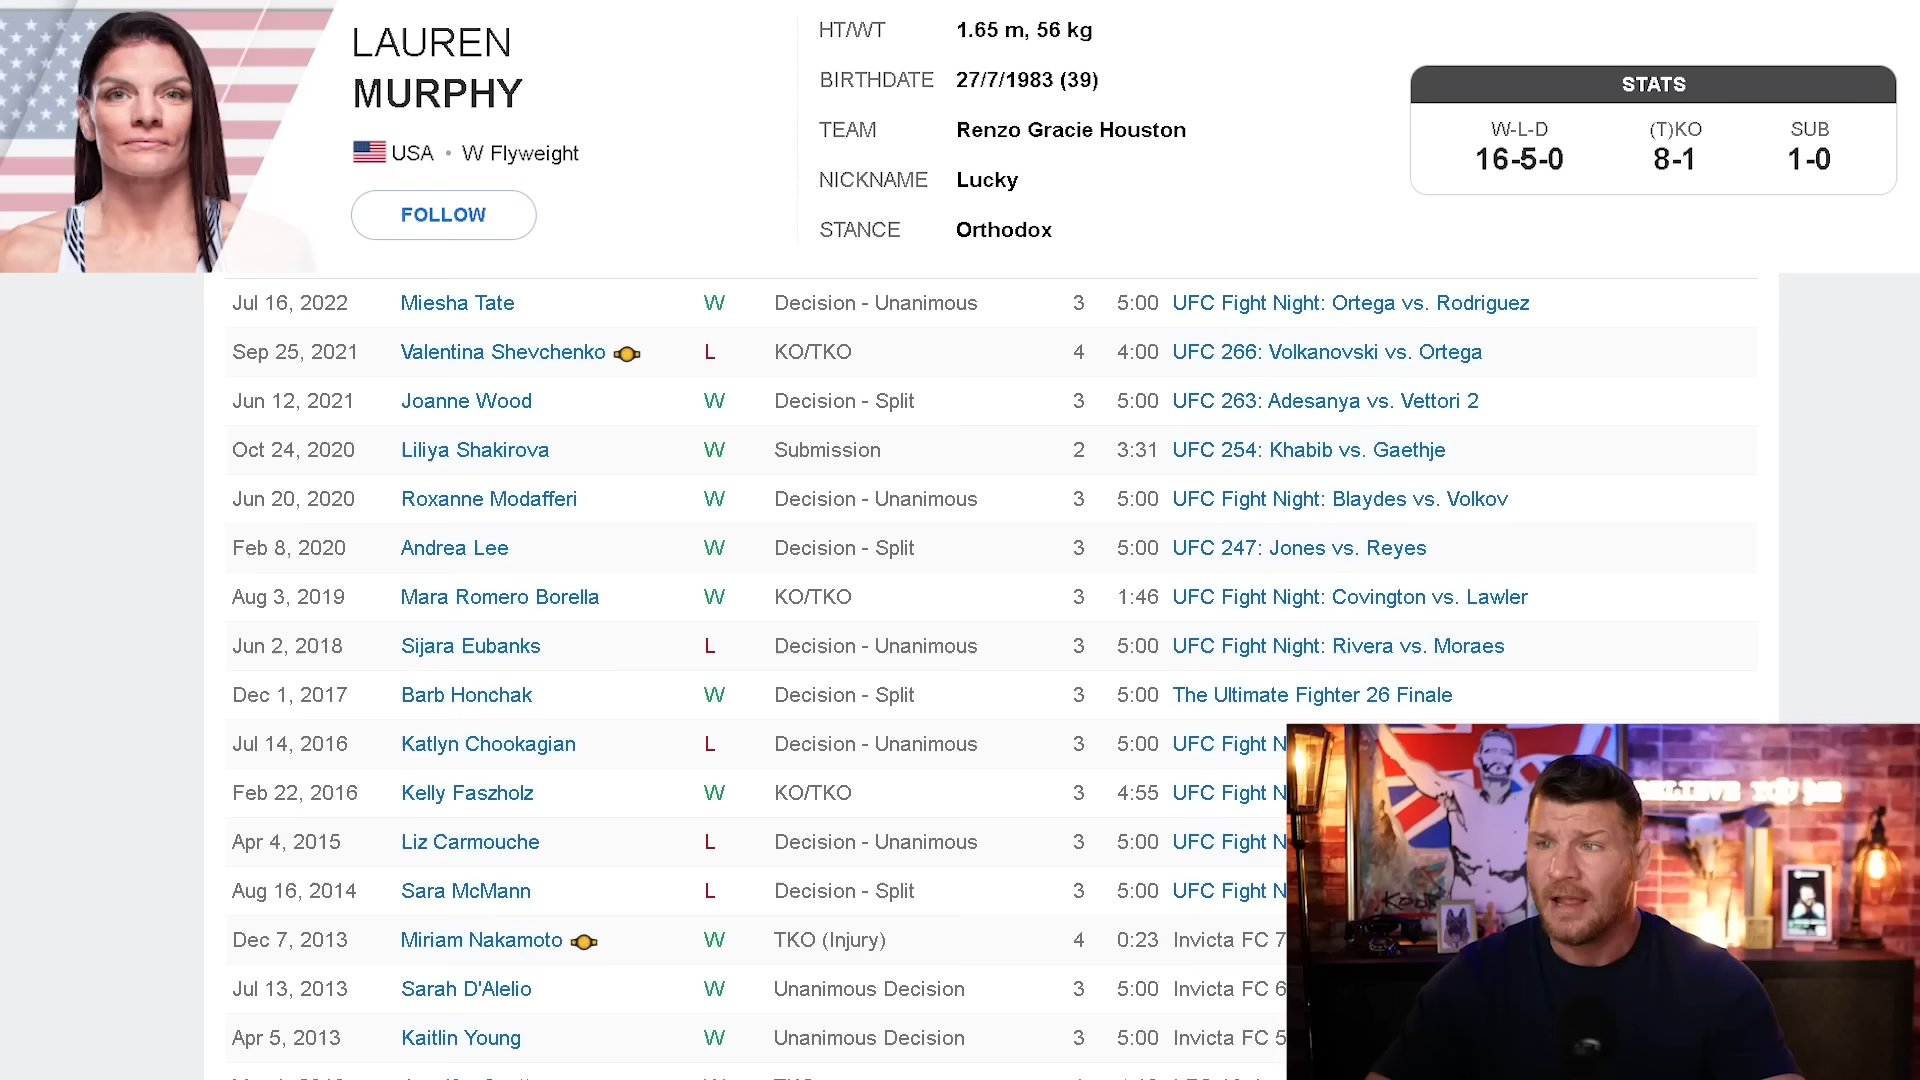 LAUREN
MURPHY
USA • W Flyweight
FOLLOW
HT/WT 1.65 m, 56 kg
BIRTHDATE 27/7/1983 (39)
TEAM Renzo Gracie Houston
NICKNAME Lucky
STANCE Orthodox
STATS
W-L-D (T)KO SUB
16-5-0 8-1 1-0
Jul 16, 2022 Miesha Tate W Decision - Unanimous 3 5:00 UFC Fight Night: Ortega vs. Rodriguez
Sep 25, 2021 Valentina Shevchenko L KO/TKO 4 4:00 UFC 266: Volkanovski vs. Ortega
Jun 12, 2021 Joanne Wood W Decision - Split 3 5:00 UFC 263: Adesanya vs. Vettori 2
Oct 24, 2020 Liliya Shakirova W Submission 2 3:31 UFC 254: Khabib vs. Gaethje
Jun 20, 2020 Roxanne Modafferi W Decision - Unanimous 3 5:00 UFC Fight Night: Blaydes vs. Volkov
Feb 8, 2020 Andrea Lee W Decision - Split 3 5:00 UFC 247: Jones vs. Reyes
Aug 3, 2019 Mara Romero Borella W KO/TKO 3 1:46 UFC Fight Night: Covington vs. Lawler
Jun 2, 2018 Sijara Eubanks L Decision - Unanimous 3 5:00 UFC Fight Night: Rivera vs. Moraes
Dec 1, 2017 Barb Honchak W Decision - Split 3 5:00 The Ultimate Fighter 26 Finale
Jul 14, 2016 Katlyn Chookagian L Decision - Unanimous 3 5:00 UFC Fight N
Feb 22, 2016 Kelly Faszholz W KO/TKO 3 4:55 UFC Fight N
Apr 4, 2015 Liz Carmouche L Decision - Unanimous 3 5:00 UFC Fight N
Aug 16, 2014 Sara McMann L Decision - Split 3 5:00 UFC Fight N
Dec 7, 2013 Miriam Nakamoto W TKO (Injury) 4 0:23 Invicta FC 7
Jul 13, 2013 Sarah D'Alelio W Unanimous Decision 3 5:00 Invicta FC 6
Apr 5, 2013 Kaitlin Young W Unanimous Decision 3 5:00 Invicta FC 5
BELIEVE YOU ME